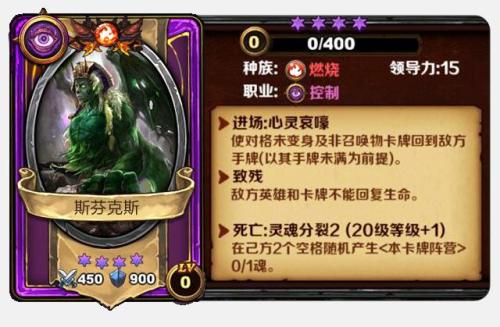 斯芬克斯
450 900
LV
0
0 0/400
种族: 燃烧 领导力:15
职业: 控制
进场:心灵哀嚎
使对格未变身及非召唤物卡牌回到敌方
手牌(以其手牌未满为前提)。
致残
敌方英雄和卡牌不能回复生命。
死亡:灵魂分裂2 (20级等级+1)
在己方2个空格随机产生<本卡牌阵营>
0/1魂。